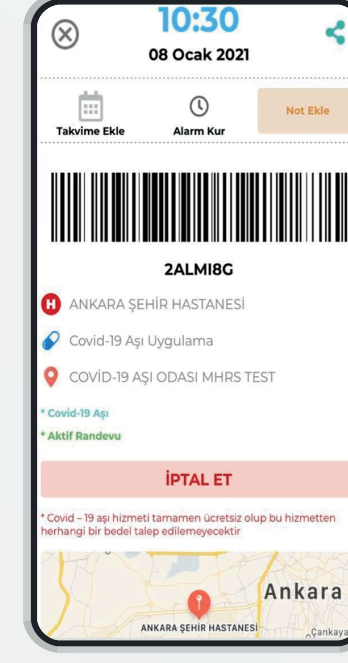 10:30
08 Ocak 2021
Takvime Ekle
Alarm Kur
Not Ekle
2ALMI8G
H ANKARA ŞEHİR HASTANESİ
Covid-19 Aşı Uygulama
COVİD-19 AŞI ODASI MHRS TEST
* Covid-19 Aşı
* Aktif Randevu
İPTAL ET
* Covid – 19 aşı hizmeti tamamen ücretsiz olup bu hizmetten
herhangi bir bedel talep edilemeyecektir
Ankara
ANKARA ŞEHİR HASTANESİ
Çankaya